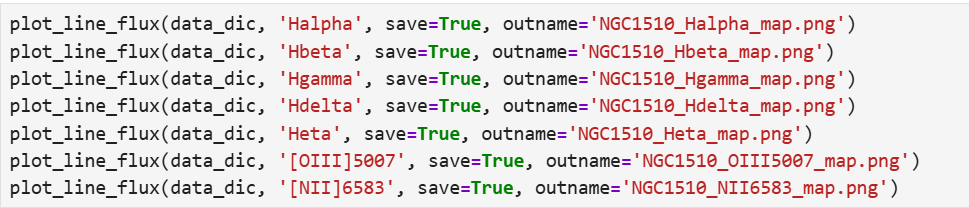 plot_line_flux(data_dic, 'Halpha', save=True, outname='NGC1510_Halpha_map.png')
plot_line_flux(data_dic, 'Hbeta', save=True, outname='NGC1510_Hbeta_map.png')
plot_line_flux(data_dic, 'Hgamma', save=True, outname='NGC1510_Hgamma_map.png')
plot_line_flux(data_dic, 'Hdelta', save=True, outname='NGC1510_Hdelta_map.png')
plot_line_flux(data_dic, 'Heta', save=True, outname='NGC1510_Heta_map.png')
plot_line_flux(data_dic, '[OIII]5007', save=True, outname='NGC1510_OIII5007_map.png')
plot_line_flux(data_dic, '[NII]6583', save=True, outname='NGC1510_NII6583_map.png')